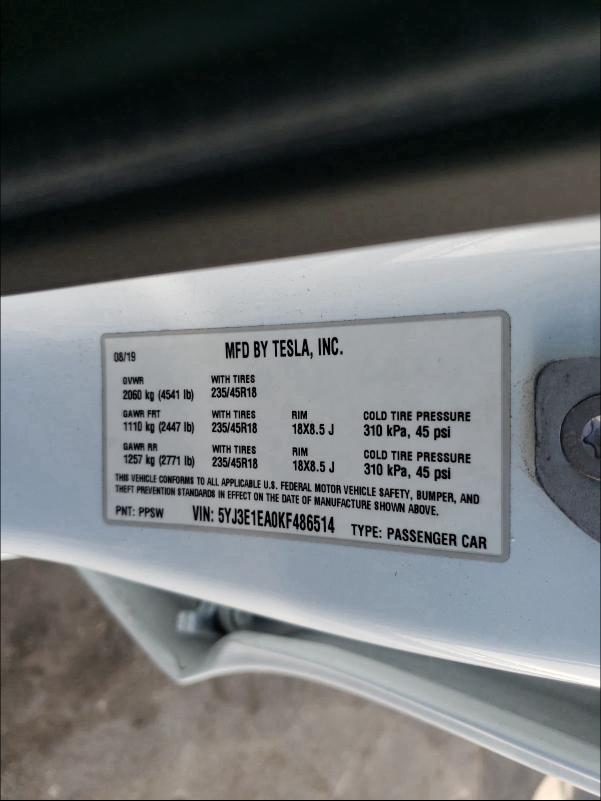 08/19 MFD BY TESLA, INC.
GVWR WITH TIRES
2060 kg (4541 lb) 235/45R18
GAWR FRT WITH TIRES RIM COLD TIRE PRESSURE
1110 kg (2447 lb) 235/45R18 18X8.5 J 310 kPa, 45 psi
GAWR RR WITH TIRES RIM COLD TIRE PRESSURE
1257 kg (2771 lb) 235/45R18 18X8.5 J 310 kPa, 45 psi
THIS VEHICLE CONFORMS TO ALL APPLICABLE U.S. FEDERAL MOTOR VEHICLE SAFETY, BUMPER, AND
THEFT PREVENTION STANDARDS IN EFFECT ON THE DATE OF MANUFACTURE SHOWN ABOVE.
PNT: PPSW VIN: 5YJ3E1EA0KF486514 TYPE: PASSENGER CAR